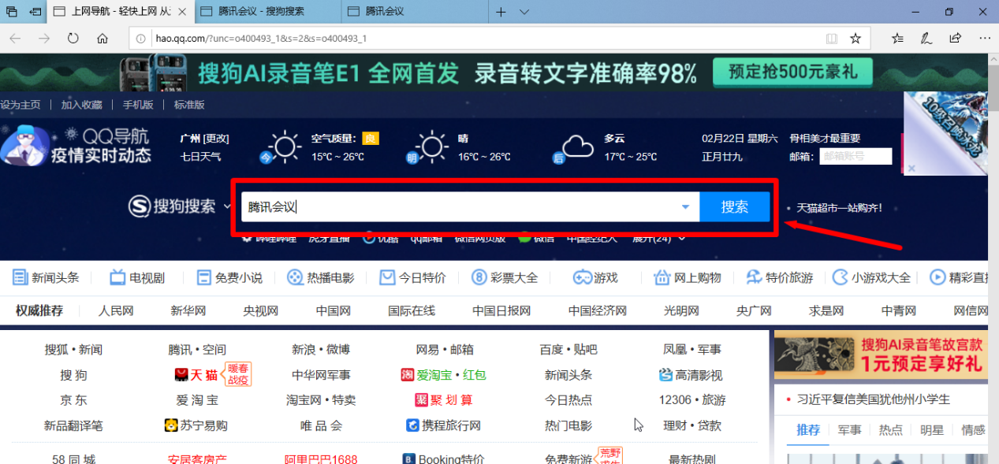 上网导航 - 轻快上网 从
腾讯会议 - 搜狗搜索
腾讯会议
hao.qq.com/?unc=o400493_1&s=2&s=o400493_1
搜狗AI录音笔E1 全网首发 录音转文字准确率98% 预定抢500元豪礼
设为主页 | 加入收藏 | 手机版 | 标准版
10级召唤冰龙
QQ导航
疫情实时动态
广州 [更改]
七日天气
今
空气质量: 良
15℃ ~ 26℃
明
晴
16℃ ~ 26℃
后
多云
17℃ ~ 25℃
02月22日 星期六
正月廿九
骨相美才最重要
邮箱: 邮箱账号
搜狗搜索
腾讯会议
搜索
• 天猫超市一站购齐!
哔哩哔哩 虎牙直播 优酷 qq邮箱 微信网页版 微信 中国经纪人 展开(24)
新闻头条 电视剧 免费小说 热播电影 今日特价 彩票大全 游戏 网上购物 特价旅游 小游戏大全 精彩直播
权威推荐 人民网 新华网 央视网 中国网 国际在线 中国日报网 中国经济网 光明网 央广网 求是网 中青网 网信网
搜狐 • 新闻 腾讯 • 空间 新浪 • 微博 网易 • 邮箱 百度 • 贴吧 凤凰 • 军事
搜 狗 天 猫 暖春战疫 中华网军事 爱淘宝 • 红包 新闻头条 高清影视
京 东 爱 淘 宝 淘宝网 • 特卖 聚 划 算 今日热点 12306 • 旅游
新品翻译笔 苏宁易购 唯 品 会 携程旅行网 热门电影 理财 • 贷款
58 同 城 安居客房产 阿里巴巴1688 Booking特价 免费新游 荒野 最新热剧
搜狗AI录音笔故宫款
1元预定享好礼
• 习近平复信美国犹他州小学生
推荐 军事 热点 明星 情感